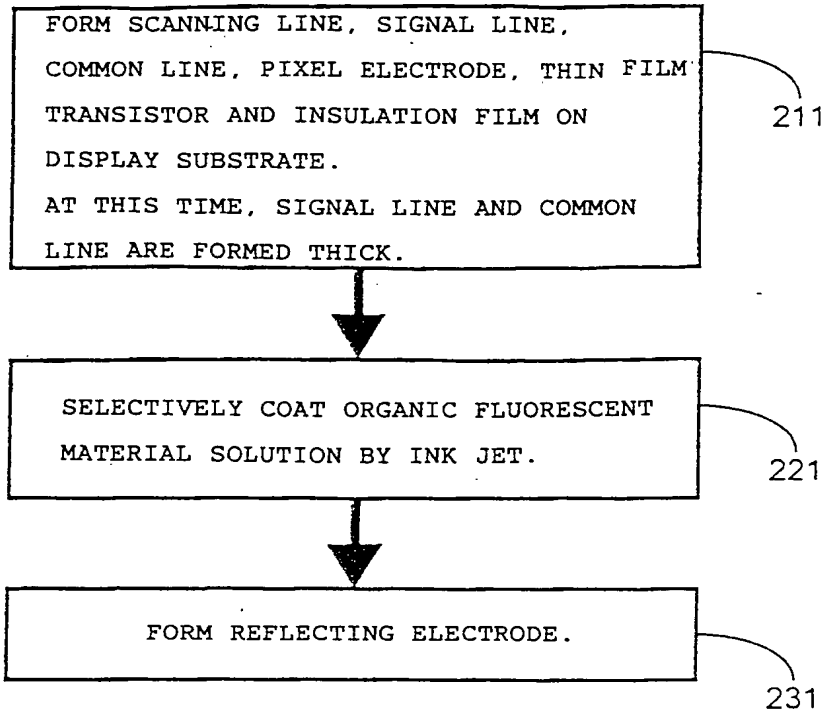 FORM SCANNING LINE, SIGNAL LINE,
COMMON LINE, PIXEL ELECTRODE, THIN FILM
TRANSISTOR AND INSULATION FILM ON
DISPLAY SUBSTRATE.
AT THIS TIME, SIGNAL LINE AND COMMON
LINE ARE FORMED THICK.
211
SELECTIVELY COAT ORGANIC FLUORESCENT
MATERIAL SOLUTION BY INK JET.
221
FORM REFLECTING ELECTRODE.
231